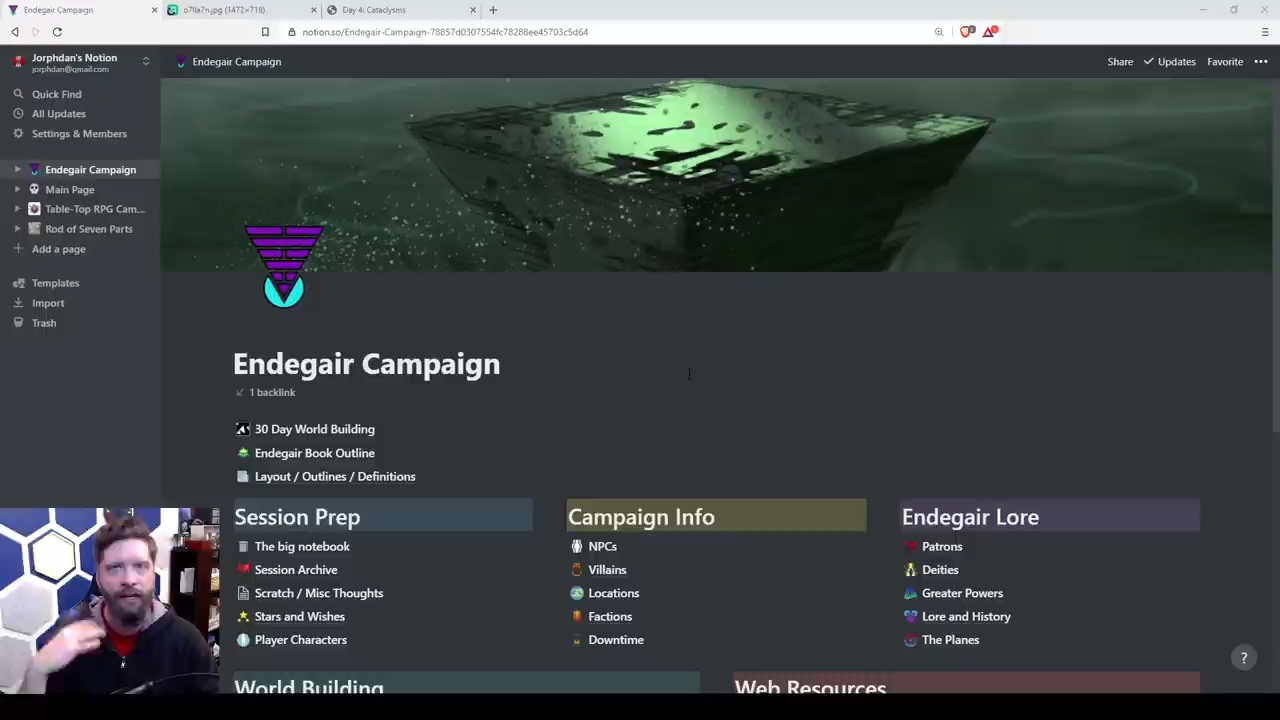 Endegair Campaign
o7lla7n.jpg (1472×718)
Day 4: Cataclysms
notion.so/Endegair-Campaign-78857d0307554fc78288ee45703c5d64
Jorphdan's Notion
jorphdan@gmail.com
Endegair Campaign
Share
Updates
Favorite
Quick Find
All Updates
Settings & Members
Endegair Campaign
Main Page
Table-Top RPG Cam...
Rod of Seven Parts
Add a page
Templates
Import
Trash
Endegair Campaign
1 backlink
30 Day World Building
Endegair Book Outline
Layout / Outlines / Definitions
Session Prep
The big notebook
Session Archive
Scratch / Misc Thoughts
Stars and Wishes
Player Characters
Campaign Info
NPCs
Villains
Locations
Factions
Downtime
Endegair Lore
Patrons
Deities
Greater Powers
Lore and History
The Planes
World Building
Web Resources
?